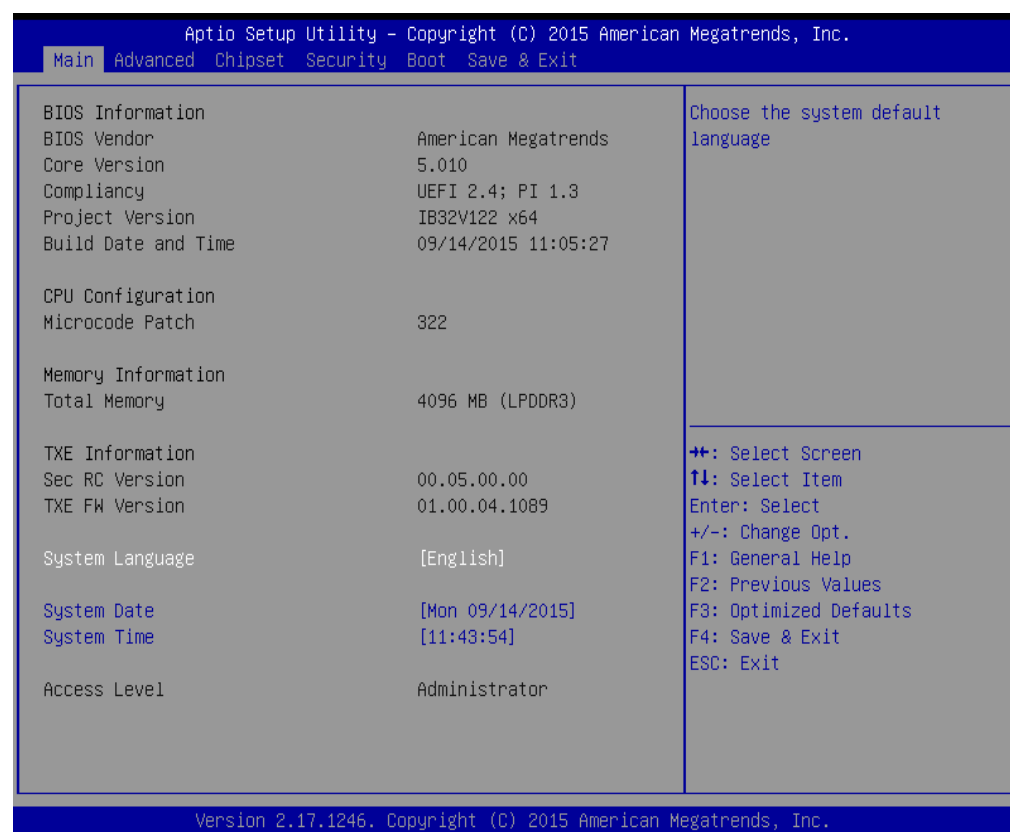 Aptio Setup Utility – Copyright (C) 2015 American Megatrends, Inc.
Main Advanced Chipset Security Boot Save & Exit
BIOS Information
BIOS Vendor American Megatrends
Core Version 5.010
Compliancy UEFI 2.4; PI 1.3
Project Version IB32V122 x64
Build Date and Time 09/14/2015 11:05:27
CPU Configuration
Microcode Patch 322
Memory Information
Total Memory 4096 MB (LPDDR3)
TXE Information
Sec RC Version 00.05.00.00
TXE FW Version 01.00.04.1089
System Language [English]
System Date [Mon 09/14/2015]
System Time [11:43:54]
Access Level Administrator
Choose the system default
language
→←: Select Screen
↑↓: Select Item
Enter: Select
+/-: Change Opt.
F1: General Help
F2: Previous Values
F3: Optimized Defaults
F4: Save & Exit
ESC: Exit
Version 2.17.1246. Copyright (C) 2015 American Megatrends, Inc.